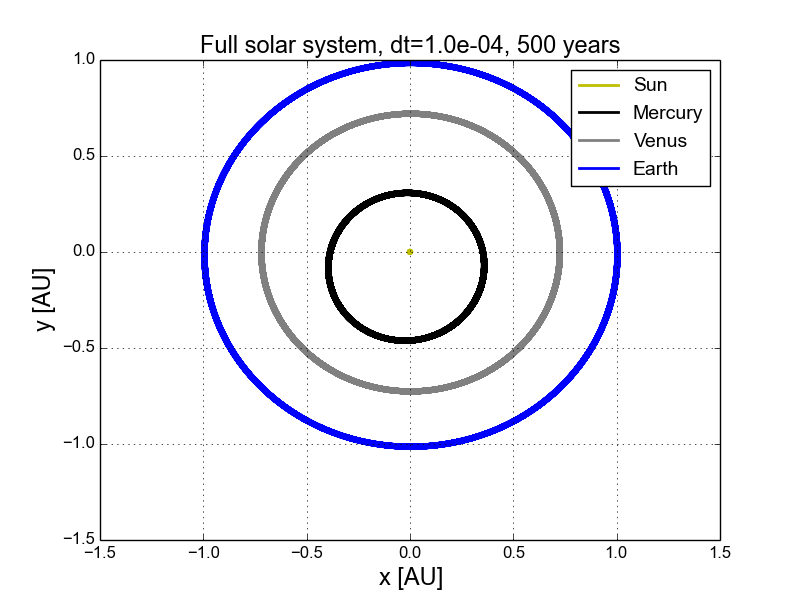 Full solar system, dt=1.0e-04, 500 years
1.0
0.5
0.0
−0.5
−1.0
−1.5
y [AU]
Sun
Mercury
Venus
Earth
−1.5 −1.0 −0.5 0.0 0.5 1.0 1.5
x [AU]